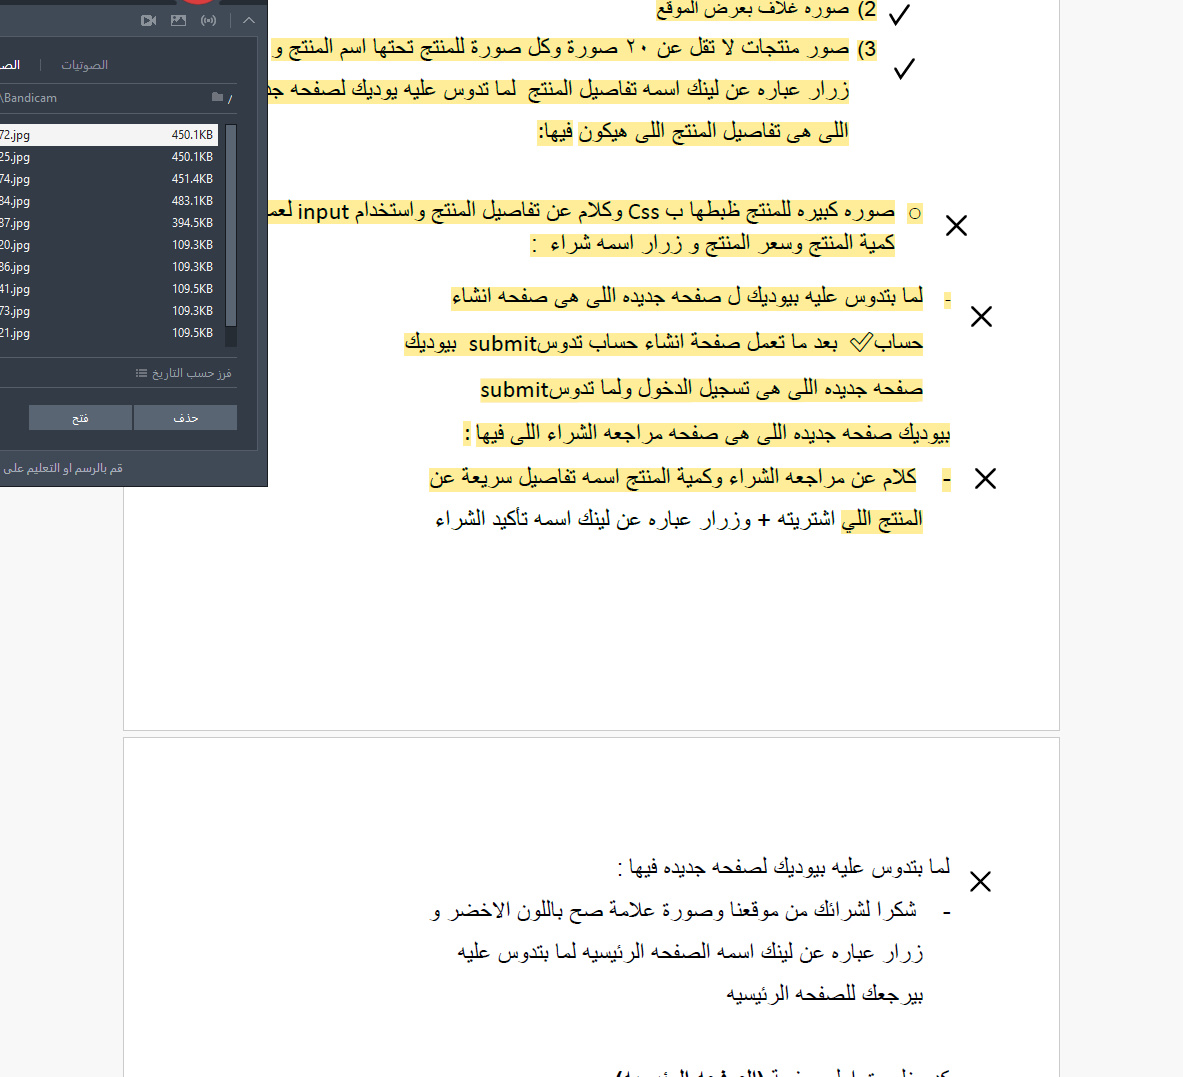 الصوتيات
\Bandicam
/
72.jpg 450.1KB
25.jpg 450.1KB
74.jpg 451.4KB
84.jpg 483.1KB
37.jpg 394.5KB
20.jpg 109.3KB
36.jpg 109.3KB
41.jpg 109.5KB
73.jpg 109.3KB
21.jpg 109.5KB
فرز حسب التاريخ
فتح حذف
قم بالرسم او التعليم على
2) صوره غلاف بعرض الموقع
3) صور منتجات لا تقل عن ٢٠ صورة وكل صورة للمنتج تحتها اسم المنتج و
زرار عباره عن لينك اسمه تفاصيل المنتج لما تدوس عليه يوديك لصفحه
اللى هى تفاصيل المنتج اللى هيكون فيها:
○ صوره كبيره للمنتج ظبطها ب Css وكلام عن تفاصيل المنتج واستخدام input
كمية المنتج وسعر المنتج و زرار اسمه شراء :
- لما بتدوس عليه بيوديك ل صفحه جديده اللى هى صفحه انشاء
حساب✅ بعد ما تعمل صفحة انشاء حساب تدوسsubmit بيوديك
صفحه جديده اللى هى تسجيل الدخول ولما تدوسsubmit
بيوديك صفحه جديده اللى هى صفحه مراجعه الشراء اللى فيها :
- كلام عن مراجعه الشراء وكمية المنتج اسمه تفاصيل سريعة عن
المنتج اللي اشتريته + وزرار عباره عن لينك اسمه تأكيد الشراء
لما بتدوس عليه بيوديك لصفحه جديده فيها :
- شكرا لشرائك من موقعنا وصورة علامة صح باللون الاخضر و
زرار عباره عن لينك اسمه الصفحه الرئيسيه لما بتدوس عليه
بيرجعك للصفحه الرئيسيه